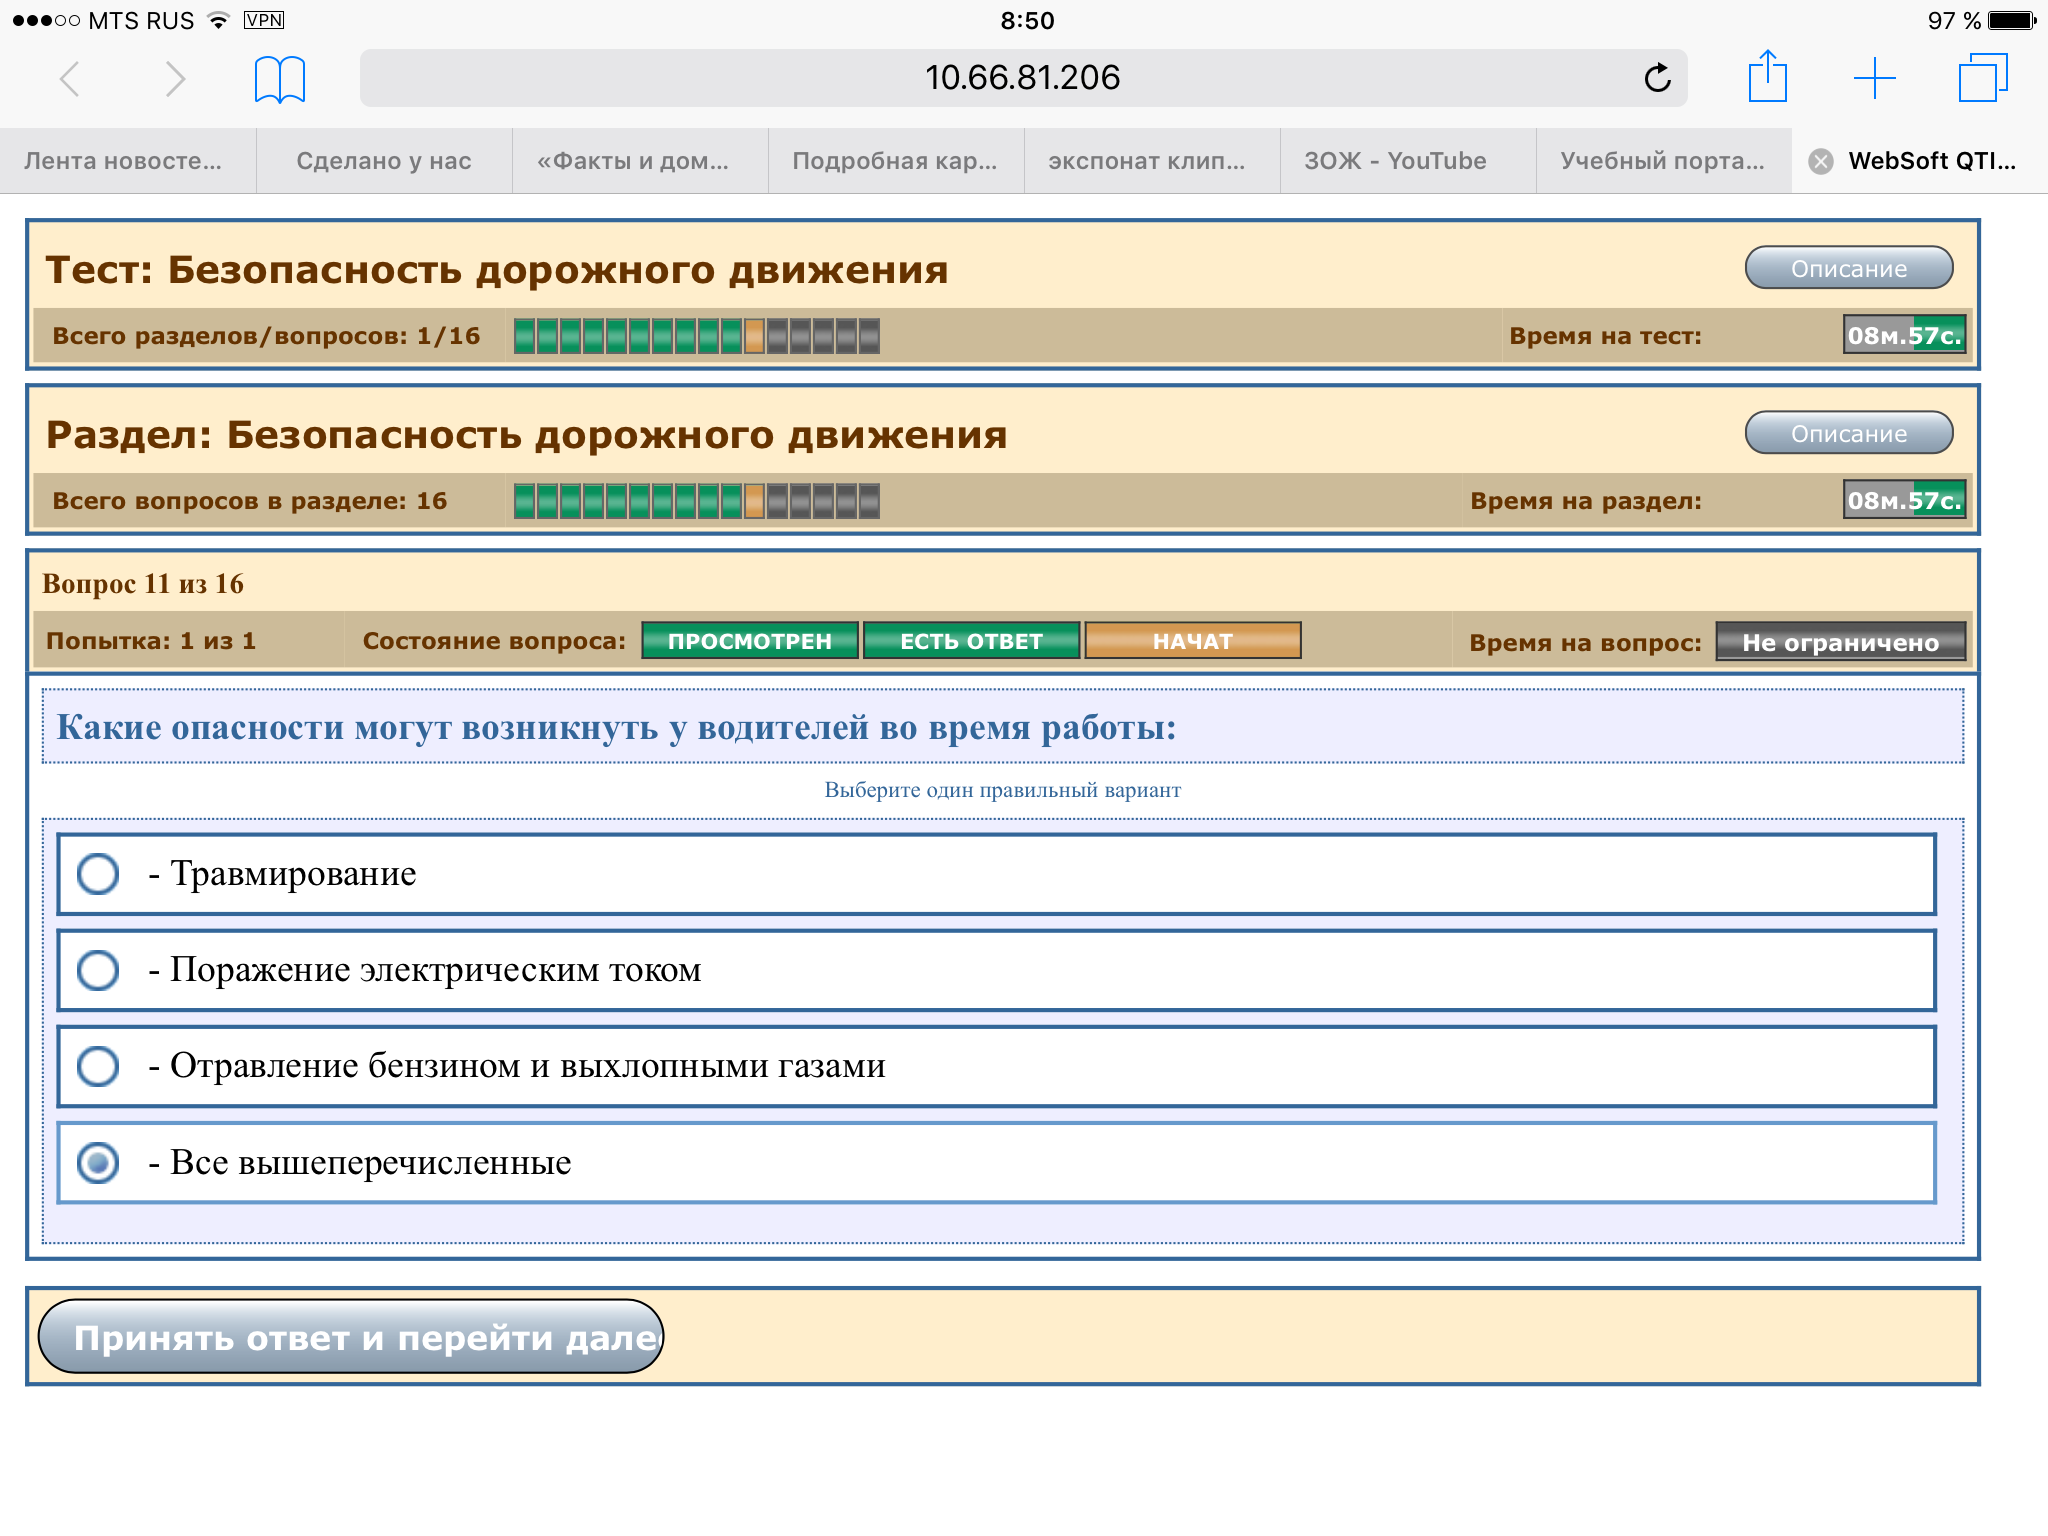 MTS RUS VPN 8:50 97 %
10.66.81.206
Лента новосте... Сделано у нас «Факты и дом... Подробная кар... экспонат клип... ЗОЖ - YouTube Учебный порта... WebSoft QTI...
Тест: Безопасность дорожного движения Описание
Всего разделов/вопросов: 1/16 Время на тест: 08м.57с.
Раздел: Безопасность дорожного движения Описание
Всего вопросов в разделе: 16 Время на раздел: 08м.57с.
Вопрос 11 из 16
Попытка: 1 из 1 Состояние вопроса: ПРОСМОТРЕН ЕСТЬ ОТВЕТ НАЧАТ Время на вопрос: Не ограничено
Какие опасности могут возникнуть у водителей во время работы:
Выберите один правильный вариант
- Травмирование
- Поражение электрическим током
- Отравление бензином и выхлопными газами
- Все вышеперечисленные
Принять ответ и перейти дале